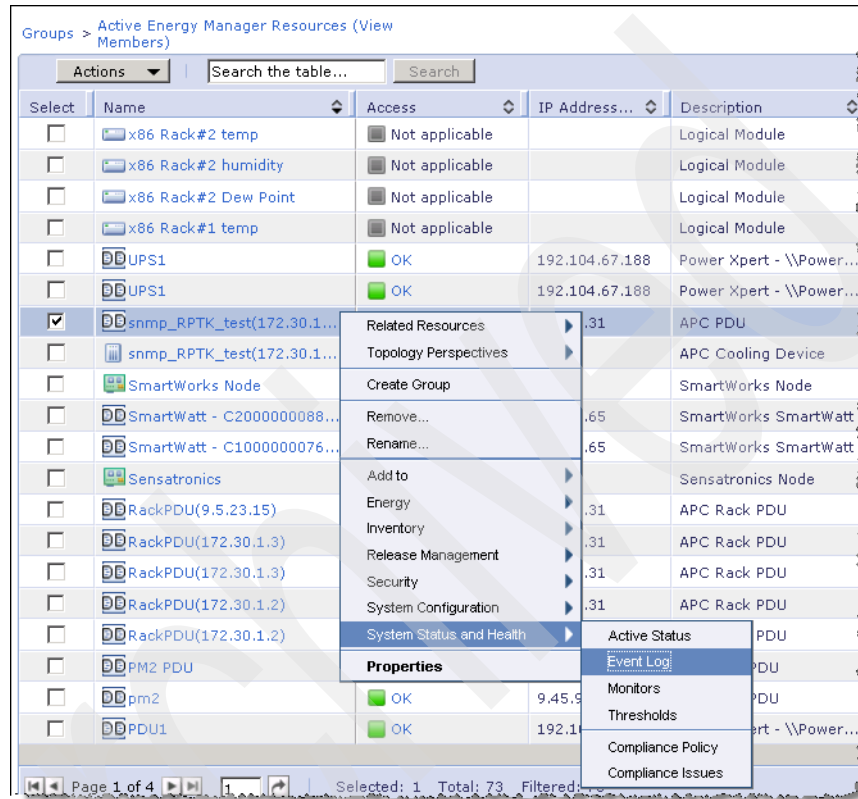 Groups > Active Energy Manager Resources (View Members)
Actions Search the table... Search
Select Name Access IP Address... Description
x86 Rack#2 temp Not applicable Logical Module
x86 Rack#2 humidity Not applicable Logical Module
x86 Rack#2 Dew Point Not applicable Logical Module
x86 Rack#1 temp Not applicable Logical Module
UPS1 OK 192.104.67.188 Power Xpert - \\Power...
UPS1 OK 192.104.67.188 Power Xpert - \\Power...
snmp_RPTK_test(172.30.1... .31 APC PDU
snmp_RPTK_test(172.30.1... APC Cooling Device
SmartWorks Node SmartWorks Node
SmartWatt - C2000000088... .65 SmartWorks SmartWatt
SmartWatt - C1000000076... .65 SmartWorks SmartWatt
Sensatronics Sensatronics Node
RackPDU(9.5.23.15) .31 APC Rack PDU
RackPDU(172.30.1.3) .31 APC Rack PDU
RackPDU(172.30.1.3) .31 APC Rack PDU
RackPDU(172.30.1.2) .31 APC Rack PDU
RackPDU(172.30.1.2) PDU
PM2 PDU PDU
pm2 OK 9.45.9 PDU
PDU1 OK 192.1 ert - \\Power...
Related Resources
Topology Perspectives
Create Group
Remove...
Rename...
Add to
Energy
Inventory
Release Management
Security
System Configuration
System Status and Health
Properties
Active Status
Event Log
Monitors
Thresholds
Compliance Policy
Compliance Issues
Page 1 of 4 1 Selected: 1 Total: 73 Filtered:
Archived